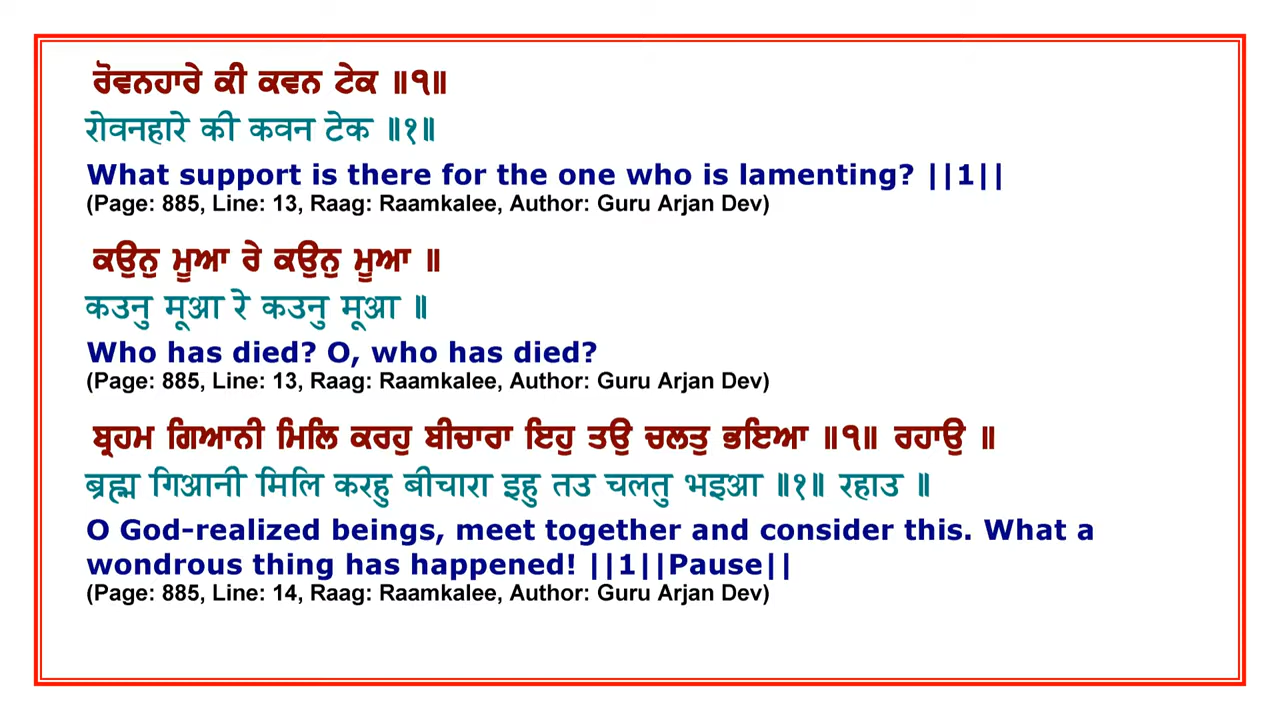 ਰੋਵਨਹਾਰੇ ਕੀ ਕਵਨ ਟੇਕ ॥੧॥
रोवनहारे की कवन टेक ॥१॥
What support is there for the one who is lamenting? ||1||
(Page: 885, Line: 13, Raag: Raamkalee, Author: Guru Arjan Dev)
ਕਉਨੁ ਮੂਆ ਰੇ ਕਉਨੁ ਮੂਆ ॥
कउनु मूआ रे कउनु मूआ ॥
Who has died? O, who has died?
(Page: 885, Line: 13, Raag: Raamkalee, Author: Guru Arjan Dev)
ਬ੍ਰਹਮ ਗਿਆਨੀ ਮਿਲਿ ਕਰਹੁ ਬੀਚਾਰਾ ਇਹੁ ਤਉ ਚਲਤੁ ਭਇਆ ॥੧॥ ਰਹਾਉ ॥
ब्रह्म गिआनी मिलि करहु बीचारा इहु तउ चलतु भइआ ॥१॥ रहाउ ॥
O God-realized beings, meet together and consider this. What a
wondrous thing has happened! ||1||Pause||
(Page: 885, Line: 14, Raag: Raamkalee, Author: Guru Arjan Dev)